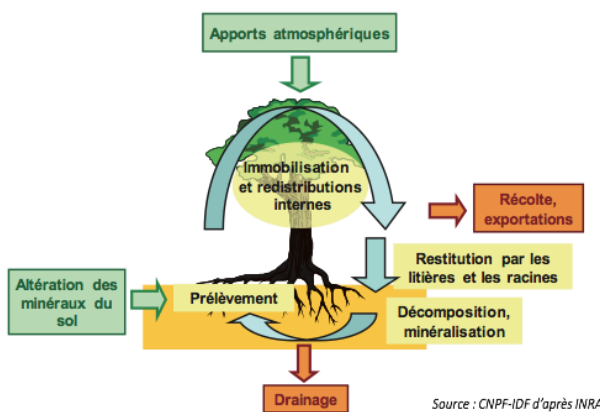 Apports atmosphériques
Immobilisation
et redistributions
internes
Récolte,
exportations
Restitution par les
litières et les racines
Altération des
minéraux du
sol
Prélèvement
Décomposition,
minéralisation
Drainage
Source : CNPF-IDF d'après INRA